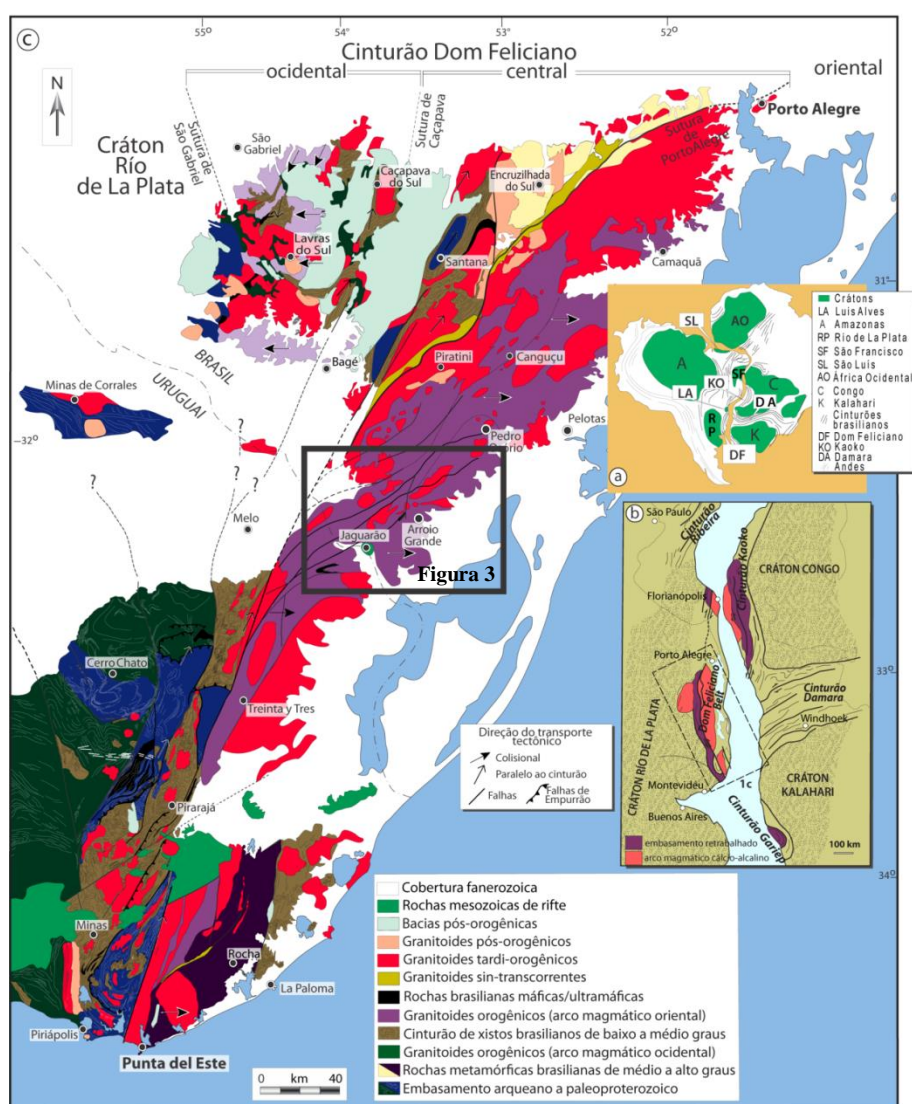 c
55°
54°
53°
52°
Cinturão Dom Feliciano
ocidental
central
oriental
N
Cráton
Río
de La Plata
Sutura de
São Gabriel
Sutura de
Caçapava
Sutura
de
Porto Alegre
Porto Alegre
São
Gabriel
Caçapava
do Sul
Encruzilhada
do Sul
Lavras
do Sul
Santana
Camaquã
31°
BRASIL
URUGUAI
Bagé
Piratini
Canguçu
Minas de Corrales
32°
?
?
?
Pelotas
Pedro
Osório
Melo
Jaguarão
Arroio
Grande
Figura 3
Cerro Chato
33°
Treinta y Tres
Pirarajá
34°
Minas
Rocha
La Paloma
Piriápolis
Punta del Este
0 km 40
Direção do transporte
tectônico
Colisional
Paralelo ao cinturão
Falhas
Falhas de
Empurrão
Cobertura fanerozoica
Rochas mesozoicas de rifte
Bacias pós-orogênicas
Granitoides pós-orogênicos
Granitoides tardi-orogênicos
Granitoides sin-transcorrentes
Rochas brasilianas máficas/ultramáficas
Granitoides orogênicos (arco magmático oriental)
Cinturão de xistos brasilianos de baixo a médio graus
Granitoides orogênicos (arco magmático ocidental)
Rochas metamórficas brasilianas de médio a alto graus
Embasamento arqueano a paleoproterozoico
a
SL
AO
A
SF
KO
C
LA
D A
R
P
K
DF
Crátons
LA Luis Alves
A Amazonas
RP Río de La Plata
SF São Francisco
SL São Luis
AO África Ocidental
C Congo
K Kalahari
Cinturões
brasilianos
DF Dom Feliciano
KO Kaoko
DA Damara
Andes
b
São Paulo
Cinturão
Ribeira
Cinturão Kaoko
CRÁTON CONGO
Florianópolis
Porto Alegre
Dom Feliciano
Belt
Cinturão
Damara
Windhoek
CRÁTON RÍO DE LA PLATA
Montevidéu
1c
CRÁTON
KALAHARI
Buenos Aires
Cinturão Gariep
embasamento retrabalhado
arco magmático cálcio-alcalino
100 km